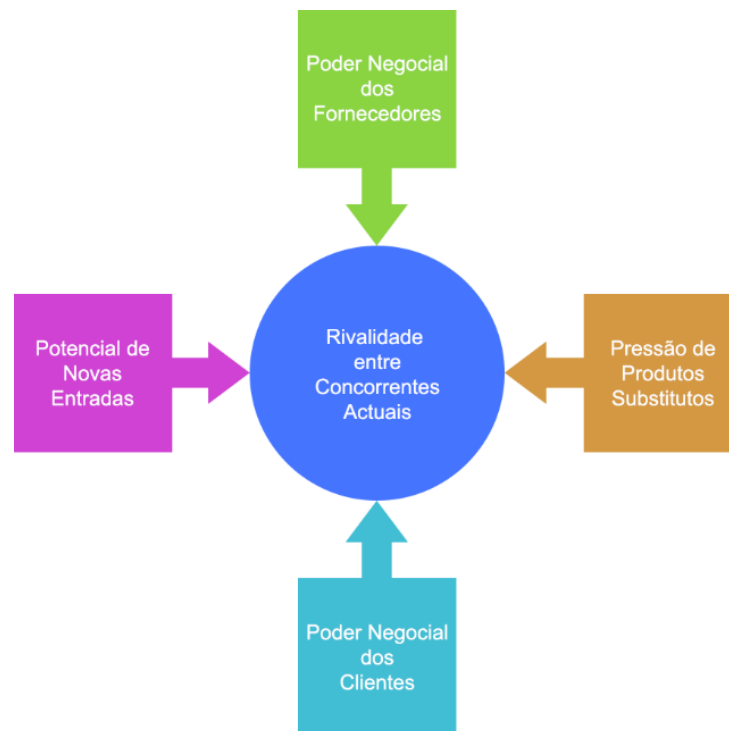 Poder Negocial
dos
Fornecedores
Potencial de
Novas
Entradas
Rivalidade
entre
Concorrentes
Actuais
Pressão de
Produtos
Substitutos
Poder Negocial
dos
Clientes